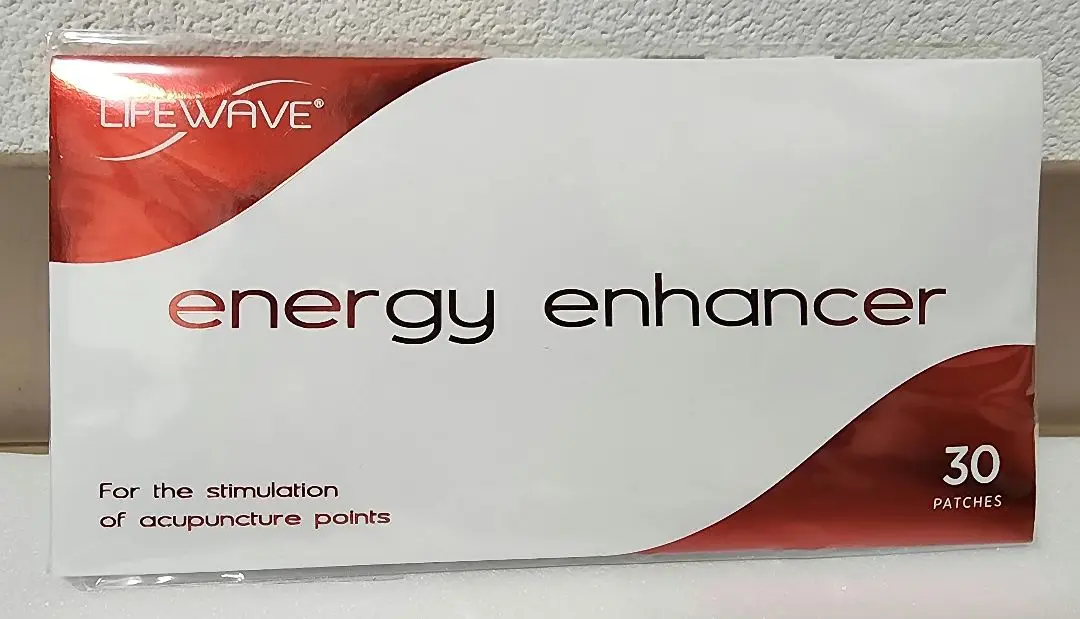 LIFEWAVE®
energy enhancer
For the stimulation
of acupuncture points
30
PATCHES